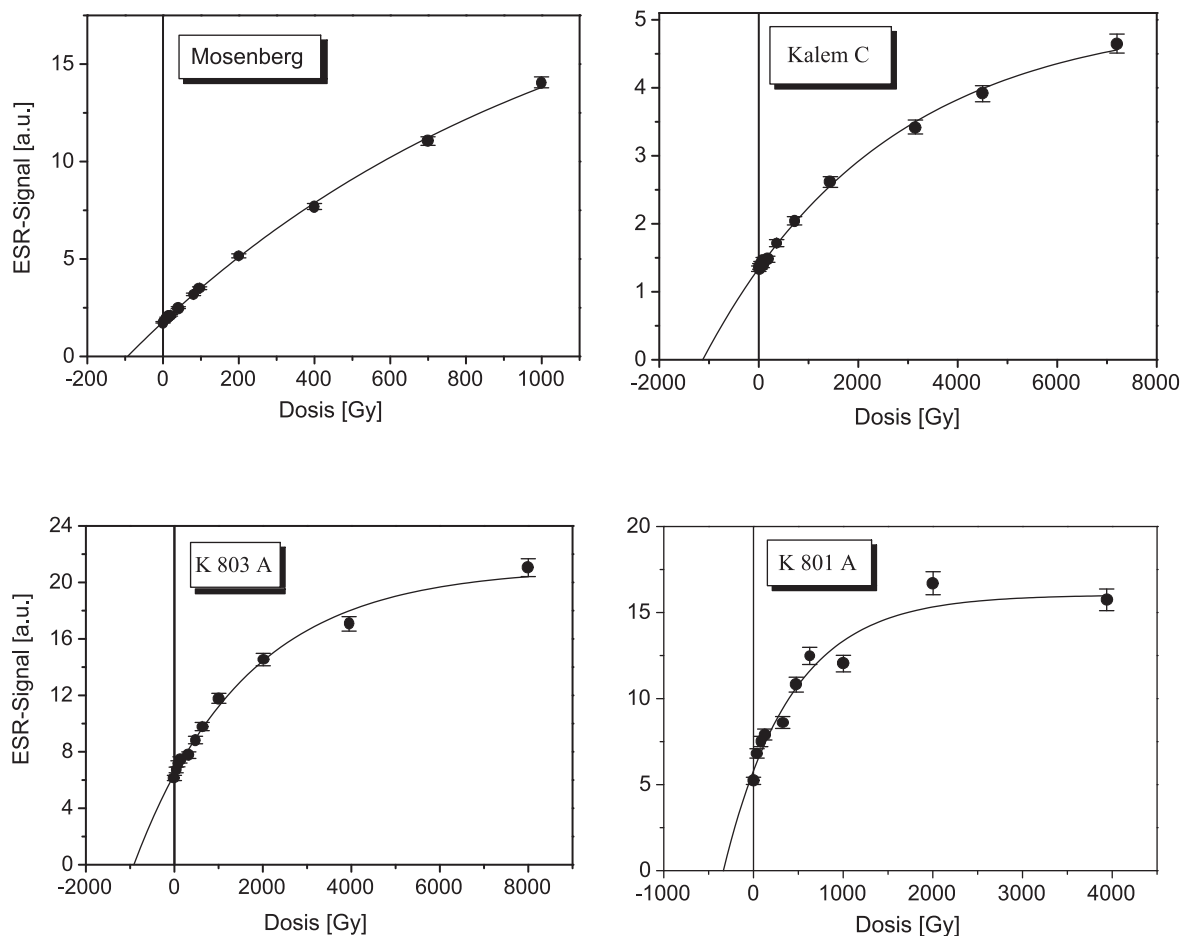 Mosenberg
ESR-Signal [a.u.]
15
10
5
0
-200 0 200 400 600 800 1000
Dosis [Gy]
Kalem C
5
4
3
2
1
0
-2000 0 2000 4000 6000 8000
Dosis [Gy]
K 803 A
ESR-Signal [a.u.]
24
20
16
12
8
4
0
-2000 0 2000 4000 6000 8000
Dosis [Gy]
K 801 A
20
15
10
5
0
-1000 0 1000 2000 3000 4000
Dosis [Gy]